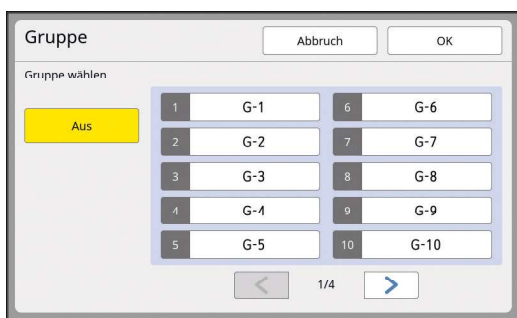 Gruppe
Abbruch
OK
Gruppe wählen
Aus
1 G-1
2 G-2
3 G-3
4 G-4
5 G-5
6 G-6
7 G-7
8 G-8
9 G-9
10 G-10
1/4